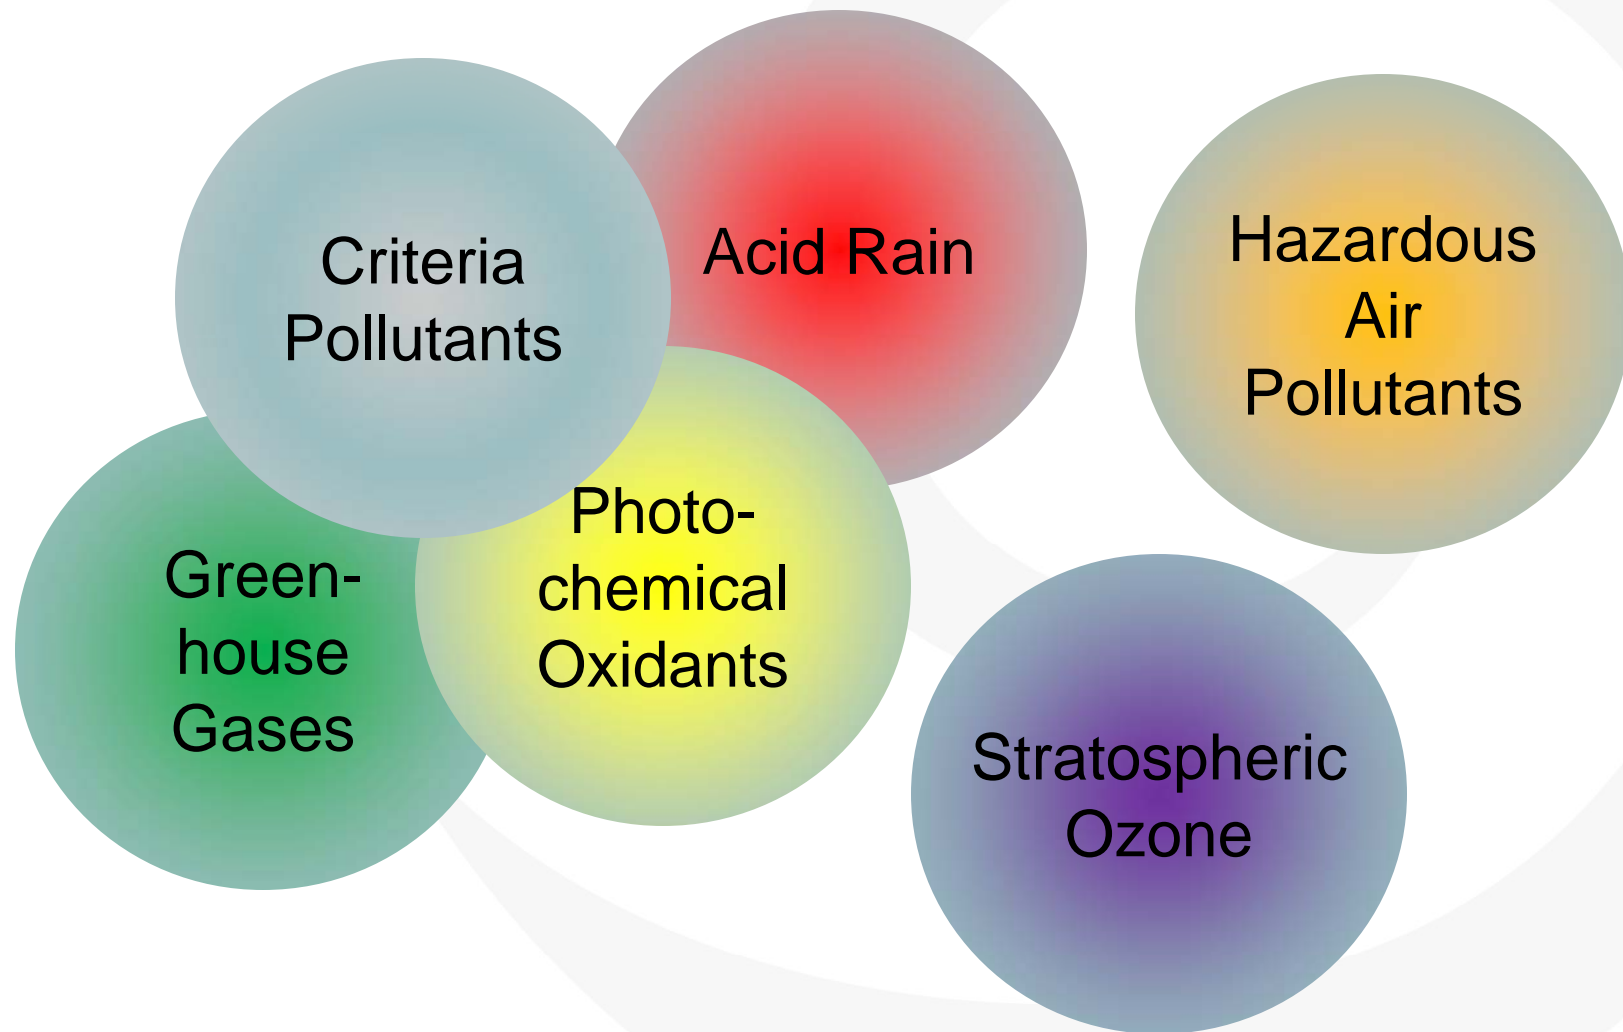 Criteria
Pollutants
Acid Rain
Hazardous
Air
Pollutants
Green-
house
Gases
Photo-
chemical
Oxidants
Stratospheric
Ozone